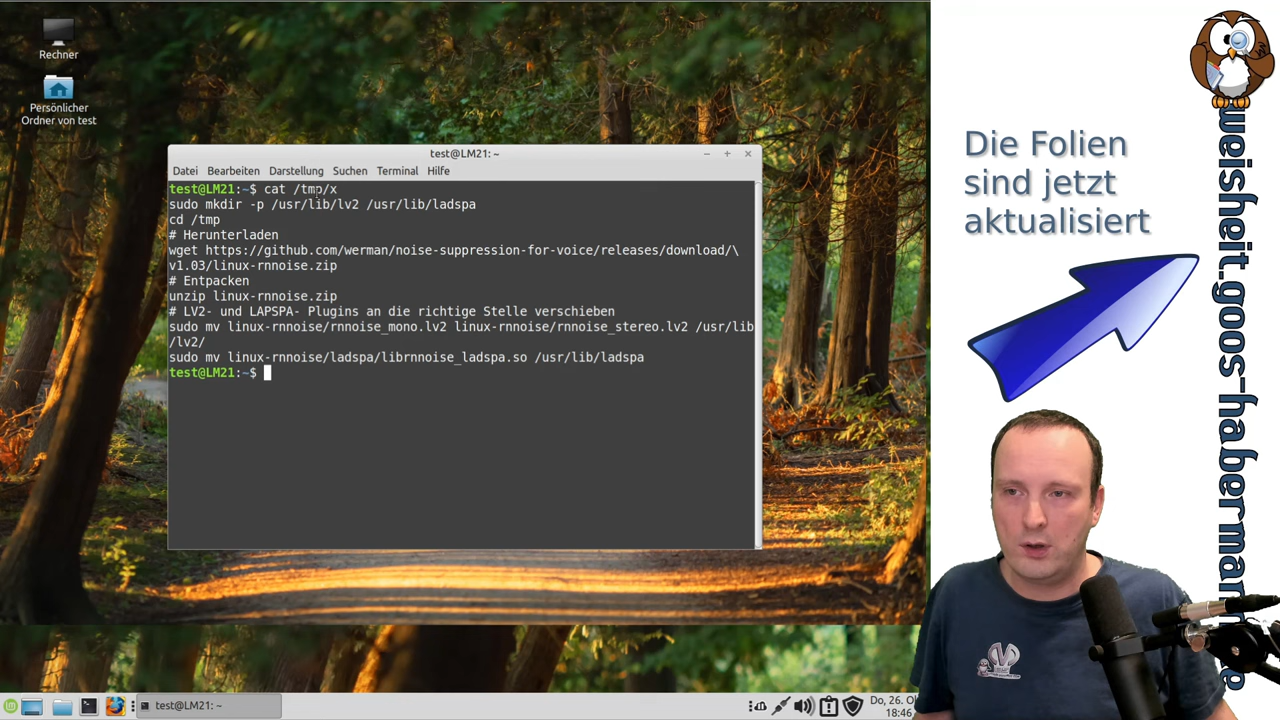 Rechner
Persönlicher
Ordner von test
test@LM21: ~
Datei Bearbeiten Darstellung Suchen Terminal Hilfe
test@LM21:~$ cat /tmp/x
sudo mkdir -p /usr/lib/lv2 /usr/lib/ladspa
cd /tmp
# Herunterladen
wget https://github.com/werman/noise-suppression-for-voice/releases/download/\
v1.03/linux-rnnoise.zip
# Entpacken
unzip linux-rnnoise.zip
# LV2- und LAPSPA- Plugins an die richtige Stelle verschieben
sudo mv linux-rnnoise/rnnoise_mono.lv2 linux-rnnoise/rnnoise_stereo.lv2 /usr/lib
/lv2/
sudo mv linux-rnnoise/ladspa/librnnoise_ladspa.so /usr/lib/ladspa
test@LM21:~$
test@LM21: ~
Do, 26. Ok
18:46
Die Folien
sind jetzt
aktualisiert